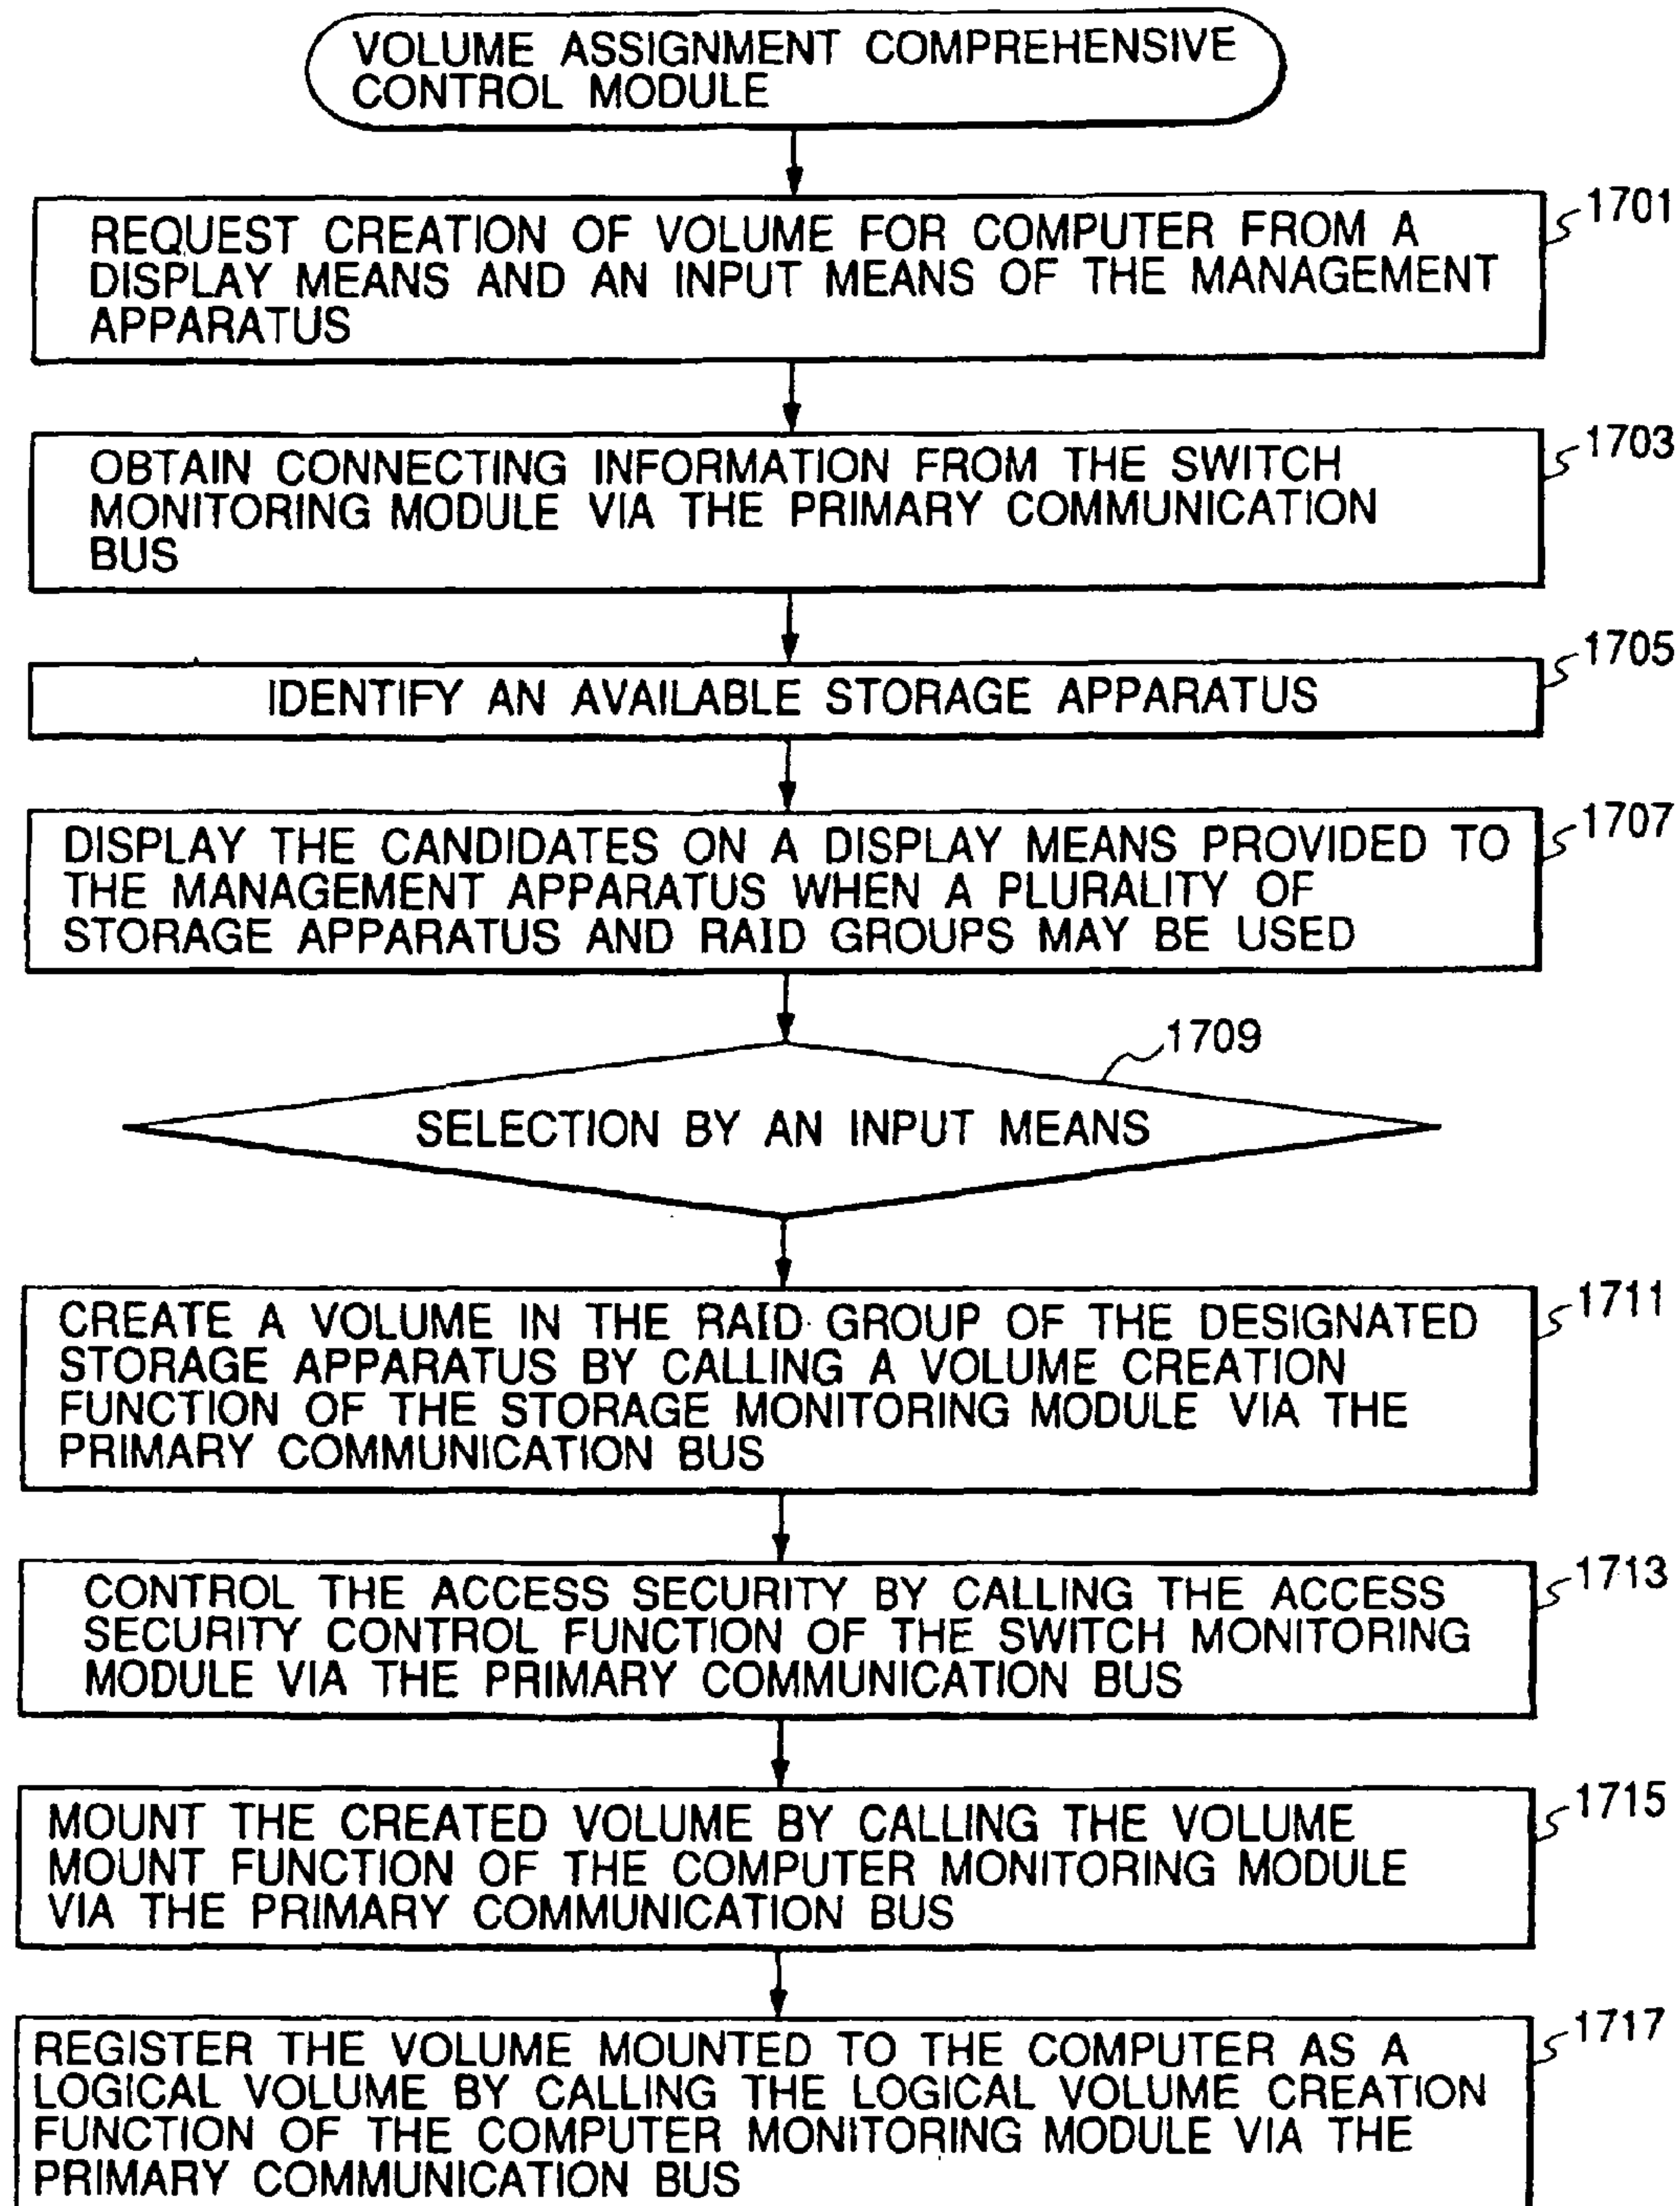 VOLUME ASSIGNMENT COMPREHENSIVE
CONTROL MODULE
1701
REQUEST CREATION OF VOLUME FOR COMPUTER FROM A
DISPLAY MEANS AND AN INPUT MEANS OF THE MANAGEMENT
APPARATUS
1703
OBTAIN CONNECTING INFORMATION FROM THE SWITCH
MONITORING MODULE VIA THE PRIMARY COMMUNICATION
BUS
1705
IDENTIFY AN AVAILABLE STORAGE APPARATUS
1707
DISPLAY THE CANDIDATES ON A DISPLAY MEANS PROVIDED TO
THE MANAGEMENT APPARATUS WHEN A PLURALITY OF
STORAGE APPARATUS AND RAID GROUPS MAY BE USED
1709
SELECTION BY AN INPUT MEANS
1711
CREATE A VOLUME IN THE RAID GROUP OF THE DESIGNATED
STORAGE APPARATUS BY CALLING A VOLUME CREATION
FUNCTION OF THE STORAGE MONITORING MODULE VIA THE
PRIMARY COMMUNICATION BUS
1713
CONTROL THE ACCESS SECURITY BY CALLING THE ACCESS
SECURITY CONTROL FUNCTION OF THE SWITCH MONITORING
MODULE VIA THE PRIMARY COMMUNICATION BUS
1715
MOUNT THE CREATED VOLUME BY CALLING THE VOLUME
MOUNT FUNCTION OF THE COMPUTER MONITORING MODULE
VIA THE PRIMARY COMMUNICATION BUS
1717
REGISTER THE VOLUME MOUNTED TO THE COMPUTER AS A
LOGICAL VOLUME BY CALLING THE LOGICAL VOLUME CREATION
FUNCTION OF THE COMPUTER MONITORING MODULE VIA THE
PRIMARY COMMUNICATION BUS